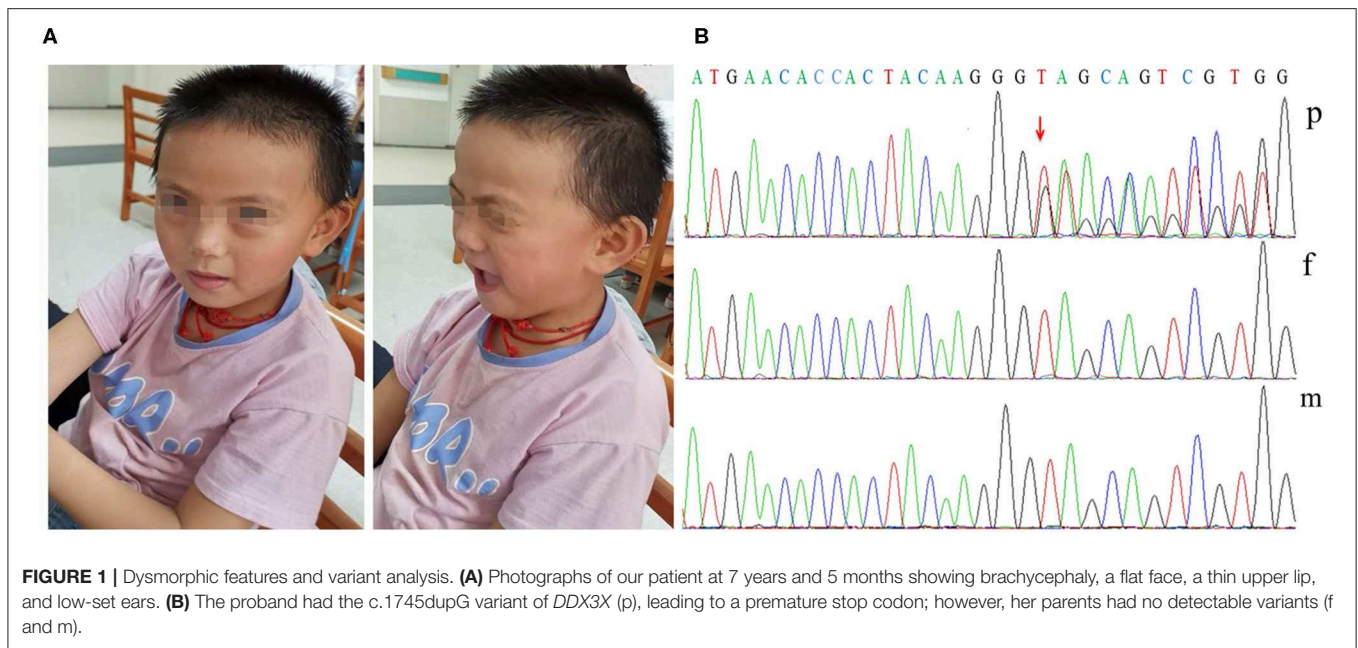 A
B
A T G A A C A C C A C T A C A A G G G T A G C A G T C G T G G
p
f
m
FIGURE 1 | Dysmorphic features and variant analysis. (A) Photographs of our patient at 7 years and 5 months showing brachycephaly, a flat face, a thin upper lip,
and low-set ears. (B) The proband had the c.1745dupG variant of DDX3X (p), leading to a premature stop codon; however, her parents had no detectable variants (f
and m).